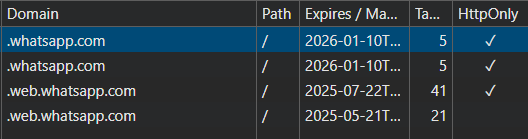 Domain Path Expires / Ma... Ta... HttpOnly
.whatsapp.com / 2026-01-10T... 5 ✓
.whatsapp.com / 2026-01-10T... 5 ✓
.web.whatsapp.com / 2025-07-22T... 41 ✓
.web.whatsapp.com / 2025-05-21T... 21